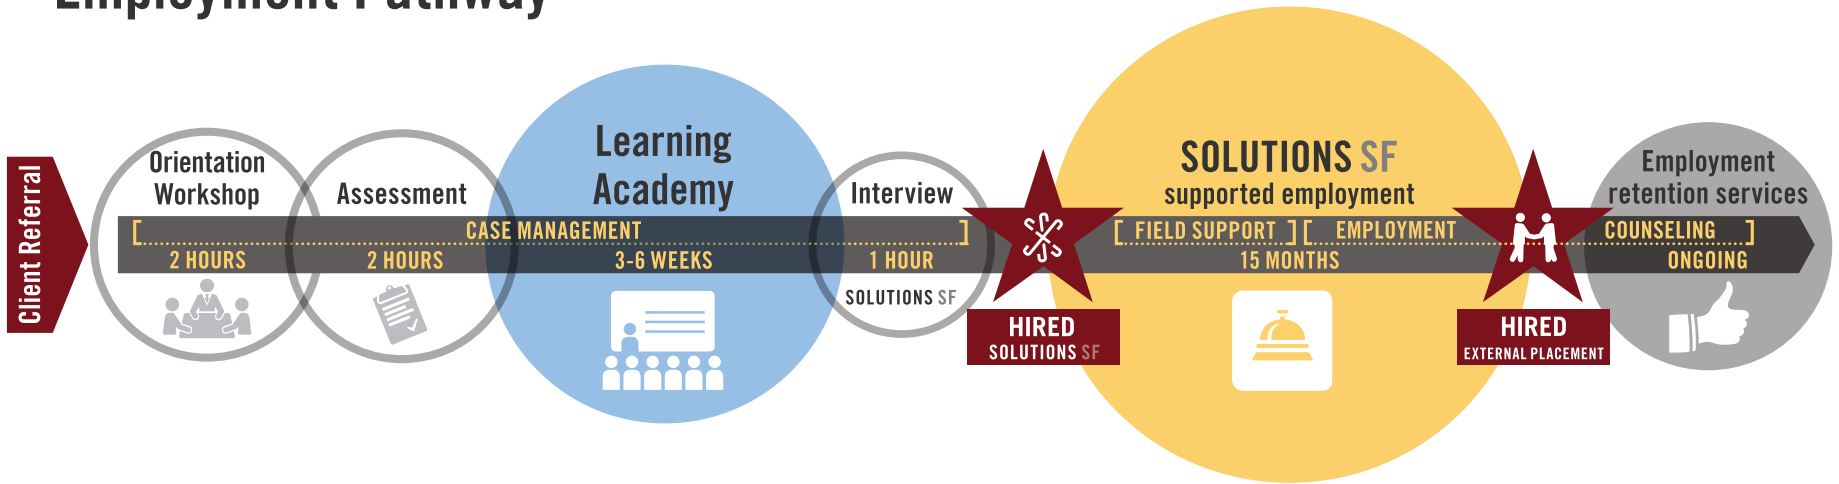 Employment Pathway
Client Referral
Orientation
Workshop
Assessment
Learning
Academy
Interview
[ CASE MANAGEMENT ]
2 HOURS
2 HOURS
3-6 WEEKS
1 HOUR
SOLUTIONS SF
HIRED
SOLUTIONS SF
SOLUTIONS SF
supported employment
[ FIELD SUPPORT ] [ EMPLOYMENT COUNSELING ]
15 MONTHS
HIRED
EXTERNAL PLACEMENT
Employment
retention services
ONGOING